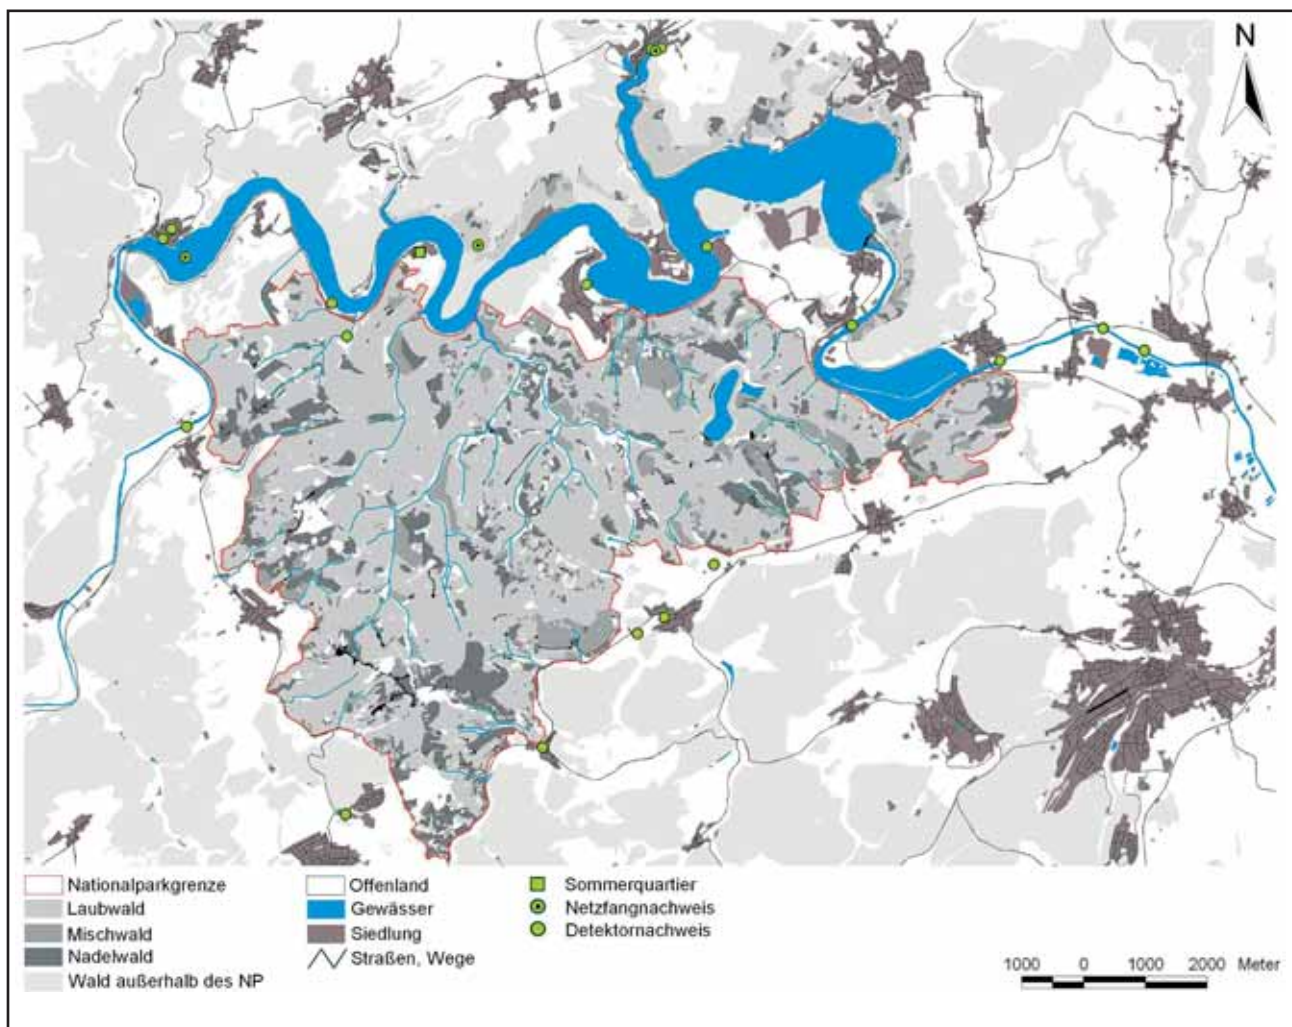 N
Nationalparkgrenze
Laubwald
Mischwald
Nadelwald
Wald außerhalb des NP
Offenland
Gewässer
Siedlung
Straßen, Wege
Sommerquartier
Netzfangnachweis
Detektornachweis
1000 0 1000 2000 Meter